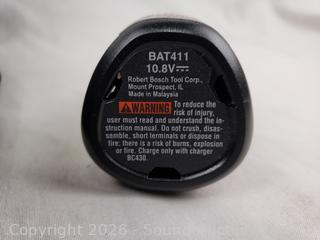 BAT411
10.8V⎓
Robert Bosch Tool Corp.,
Mount Prospect, IL
Made in Malaysia
⚠WARNING To reduce the
risk of injury,
user must read and understand the in-
struction manual. Do not crush, disas-
semble, short terminals or dispose in
fire: there is a risk of burns, explosion
or fire. Charge only with charger
BC430.